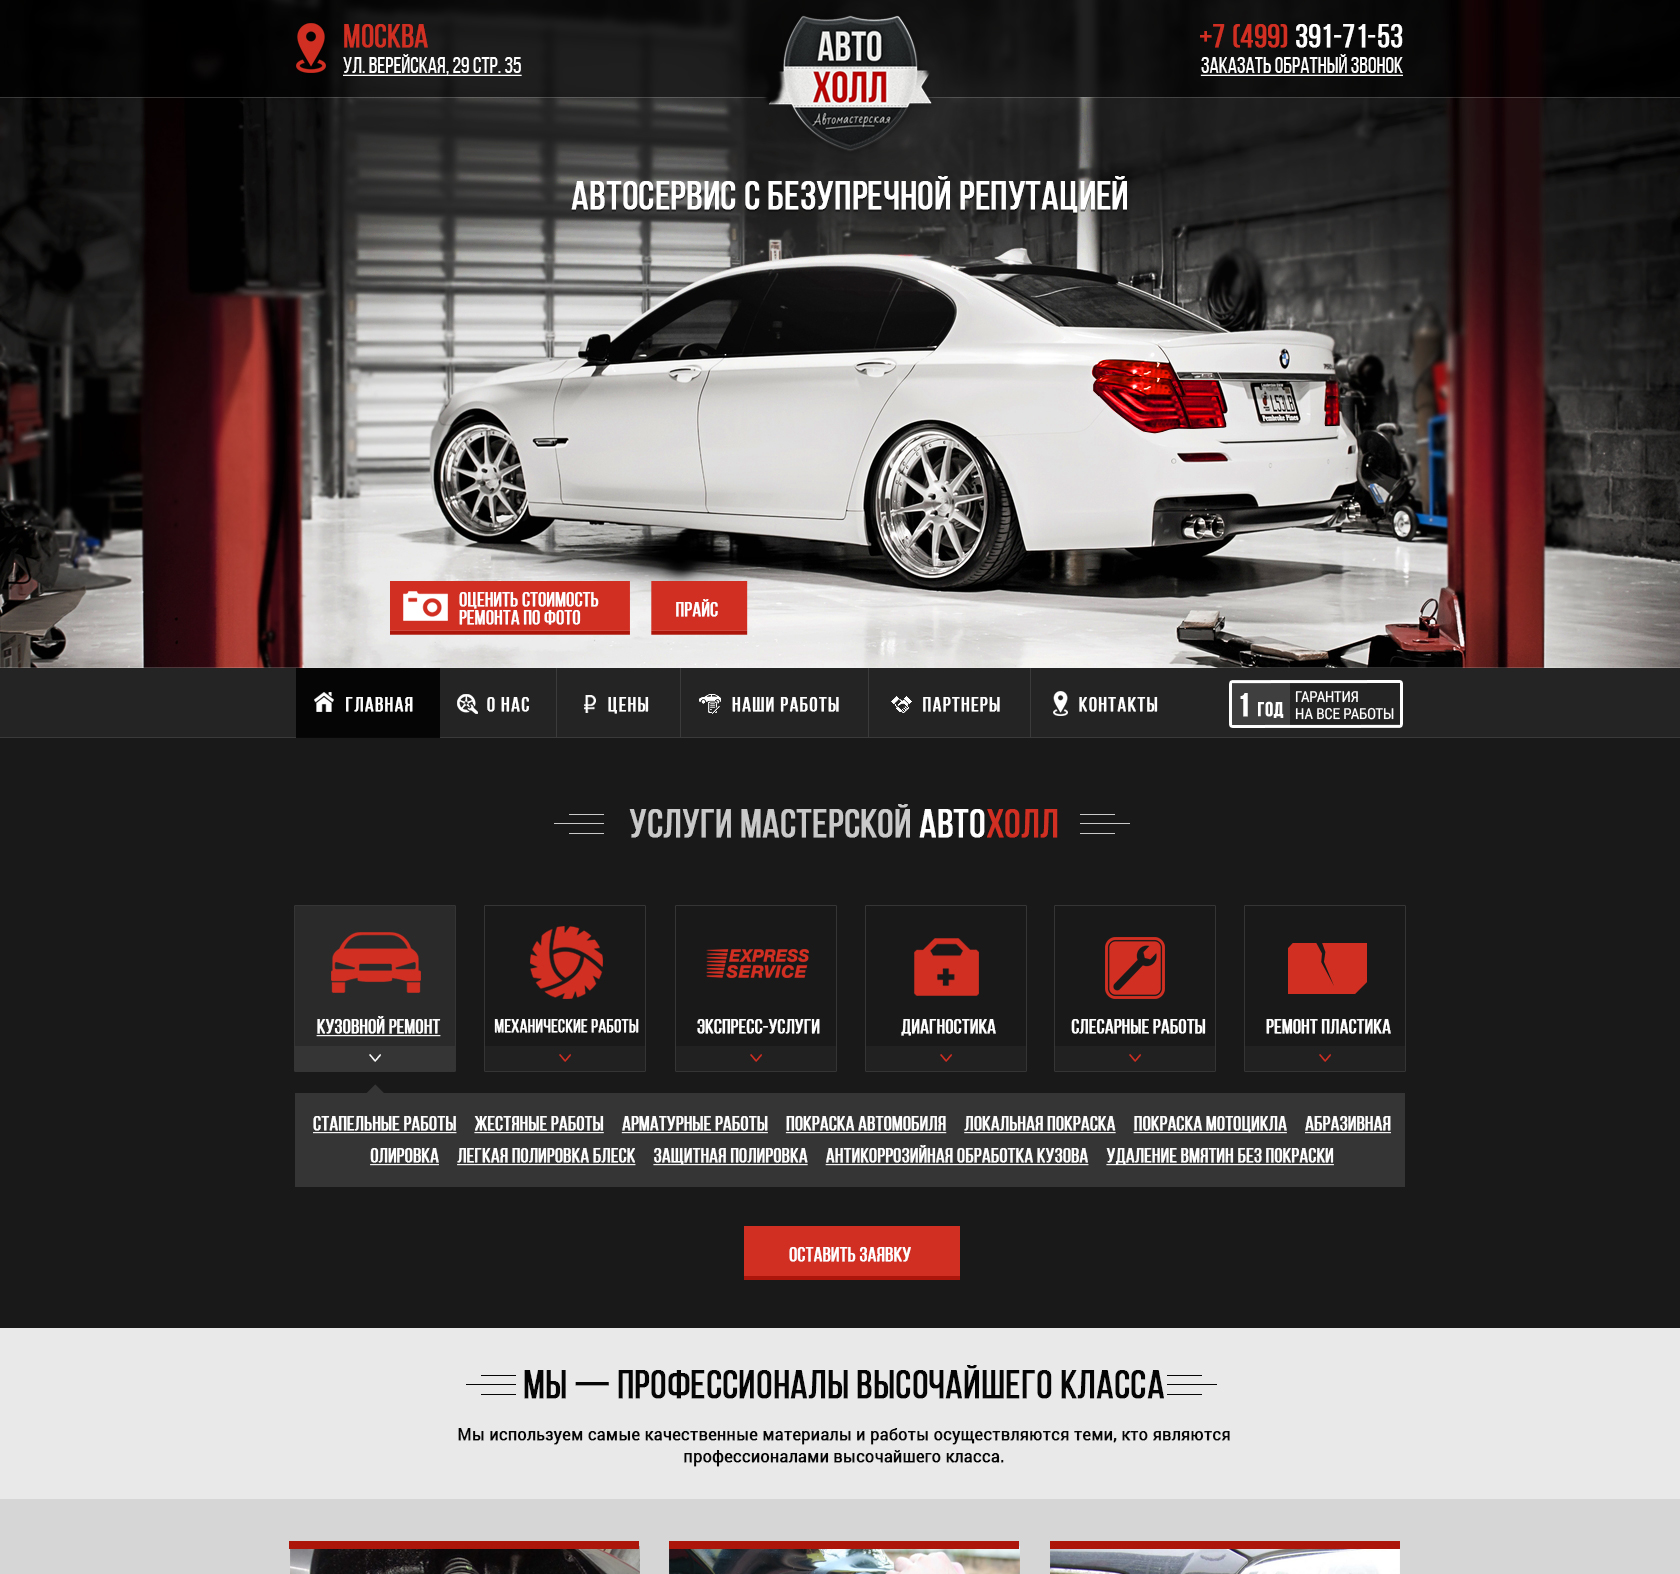 МОСКВА
УЛ. ВЕРЕЙСКАЯ, 29 СТР. 35
АВТО
ХОЛЛ
Автомастерская
+7 (499) 391-71-53
ЗАКАЗАТЬ ОБРАТНЫЙ ЗВОНОК
АВТОСЕРВИС С БЕЗУПРЕЧНОЙ РЕПУТАЦИЕЙ
L53LB
Pembroke Pines
ОЦЕНИТЬ СТОИМОСТЬ
РЕМОНТА ПО ФОТО
ПРАЙС
ГЛАВНАЯ
О НАС
ЦЕНЫ
НАШИ РАБОТЫ
ПАРТНЕРЫ
КОНТАКТЫ
1 ГОД
ГАРАНТИЯ
НА ВСЕ РАБОТЫ
УСЛУГИ МАСТЕРСКОЙ АВТОХОЛЛ
EXPRESS
SERVICE
КУЗОВНОЙ РЕМОНТ
МЕХАНИЧЕСКИЕ РАБОТЫ
ЭКСПРЕСС-УСЛУГИ
ДИАГНОСТИКА
СЛЕСАРНЫЕ РАБОТЫ
РЕМОНТ ПЛАСТИКА
СТАПЕЛЬНЫЕ РАБОТЫ ЖЕСТЯНЫЕ РАБОТЫ АРМАТУРНЫЕ РАБОТЫ ПОКРАСКА АВТОМОБИЛЯ ЛОКАЛЬНАЯ ПОКРАСКА ПОКРАСКА МОТОЦИКЛА АБРАЗИВНАЯ
ОЛИРОВКА ЛЕГКАЯ ПОЛИРОВКА БЛЕСК ЗАЩИТНАЯ ПОЛИРОВКА АНТИКОРРОЗИЙНАЯ ОБРАБОТКА КУЗОВА УДАЛЕНИЕ ВМЯТИН БЕЗ ПОКРАСКИ
ОСТАВИТЬ ЗАЯВКУ
МЫ — ПРОФЕССИОНАЛЫ ВЫСОЧАЙШЕГО КЛАССА
Мы используем самые качественные материалы и работы осуществляются теми, кто являются
профессионалами высочайшего класса.